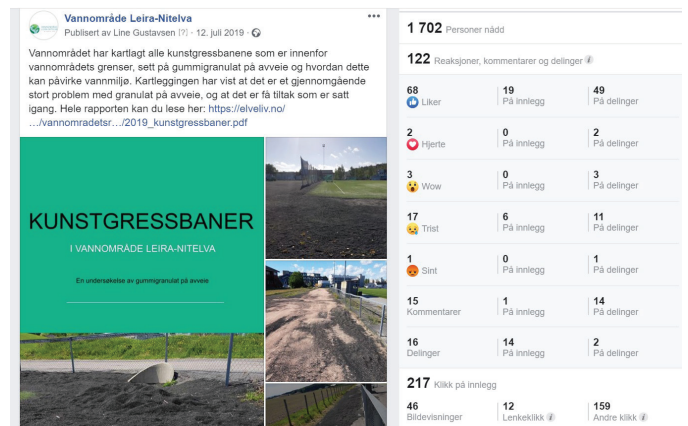 Vannområde Leira-Nitelva
Publisert av Line Gustavsen [?] · 12. juli 2019 ·
Vannområdet har kartlagt alle kunstgressbanene som er innenfor
vannområdets grenser, sett på gummigranulat på avveie og hvordan dette
kan påvirke vannmiljø. Kartleggingen har vist at det er et gjennomgående
stort problem med granulat på avveie, og at det er få tiltak som er satt
igang. Hele rapporten kan du lese her: https://elveliv.no/
…/vannomradetsr…/2019_kunstgressbaner.pdf
KUNSTGRESSBANER
I VANNOMRÅDE LEIRA-NITELVA
En undersøkelse av gummigranulat på avveie
1 702 Personer nådd
122 Reaksjoner, kommentarer og delinger
68 19 49
Liker På innlegg På delinger
2 0 2
Hjerte På innlegg På delinger
3 0 3
Wow På innlegg På delinger
17 6 11
Trist På innlegg På delinger
1 0 1
Sint På innlegg På delinger
15 1 14
Kommentarer På innlegg På delinger
16 14 2
Delinger På innlegg På delinger
217 Klikk på innlegg
46 12 159
Bildevisninger Lenkeklikk Andre klikk